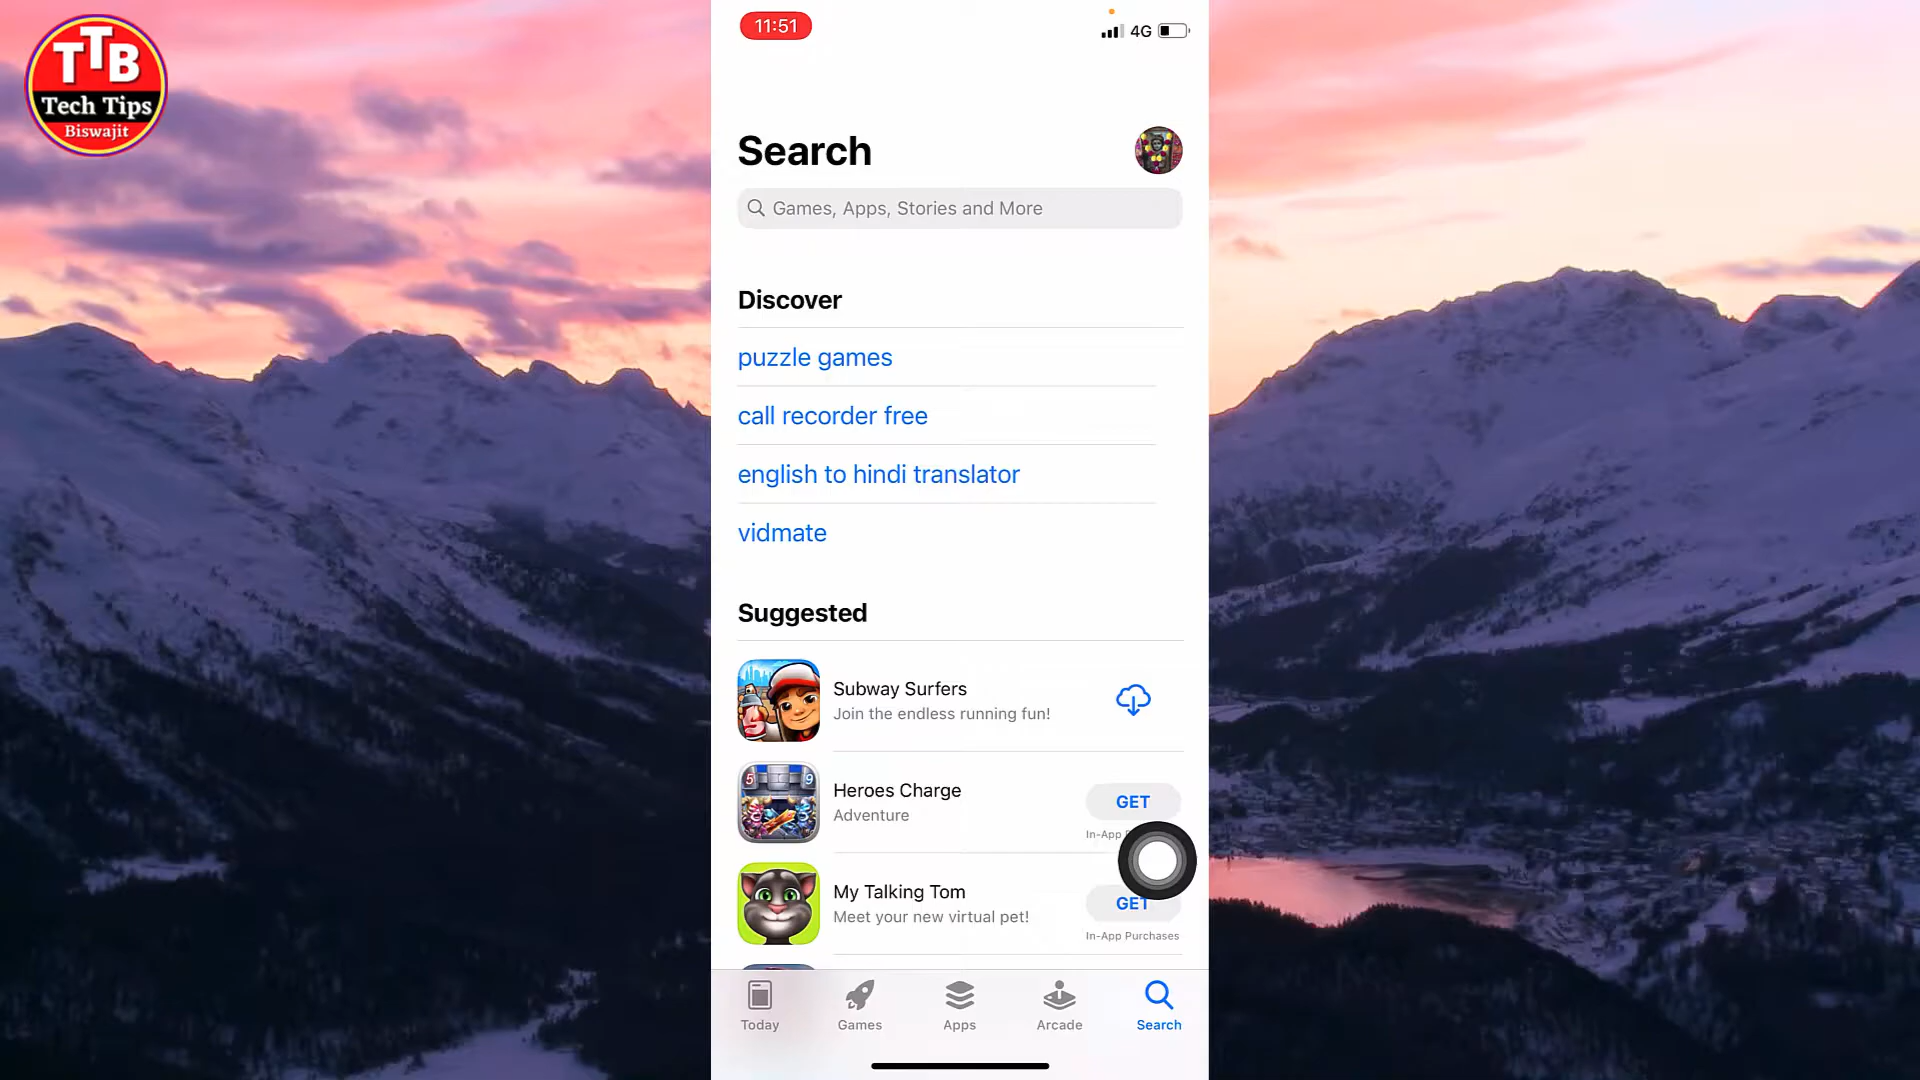 TTB
Tech Tips
Biswajit
11:51
4G
Search
Games, Apps, Stories and More
Discover
puzzle games
call recorder free
english to hindi translator
vidmate
Suggested
Subway Surfers
Join the endless running fun!
5 9
Heroes Charge
Adventure
GET
In-App
My Talking Tom
Meet your new virtual pet!
GET
In-App Purchases
Today
Games
Apps
Arcade
Search